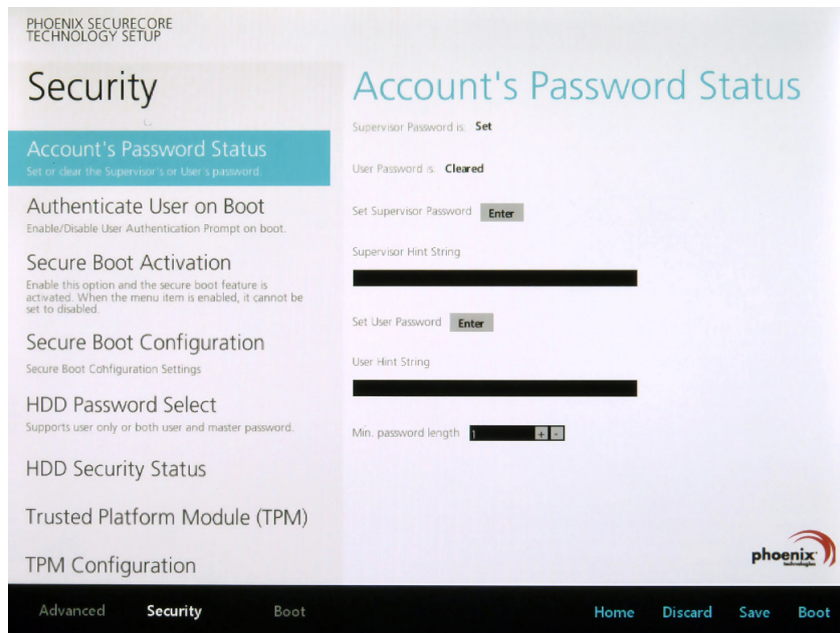 PHOENIX SECURECORE
TECHNOLOGY SETUP
Security
Account's Password Status
Set or clear the Supervisor's or User's password.
Authenticate User on Boot
Enable/Disable User Authentication Prompt on boot.
Secure Boot Activation
Enable this option and the secure boot feature is
activated. When the menu item is enabled, it cannot be
set to disabled.
Secure Boot Configuration
Secure Boot Configuration Settings
HDD Password Select
Supports user only or both user and master password.
HDD Security Status
Trusted Platform Module (TPM)
TPM Configuration
Account's Password Status
Supervisor Password is: Set
User Password is: Cleared
Set Supervisor Password Enter
Supervisor Hint String
Set User Password Enter
User Hint String
Min. password length 1 + -
phoenix
technologies
Advanced Security Boot Home Discard Save Boot